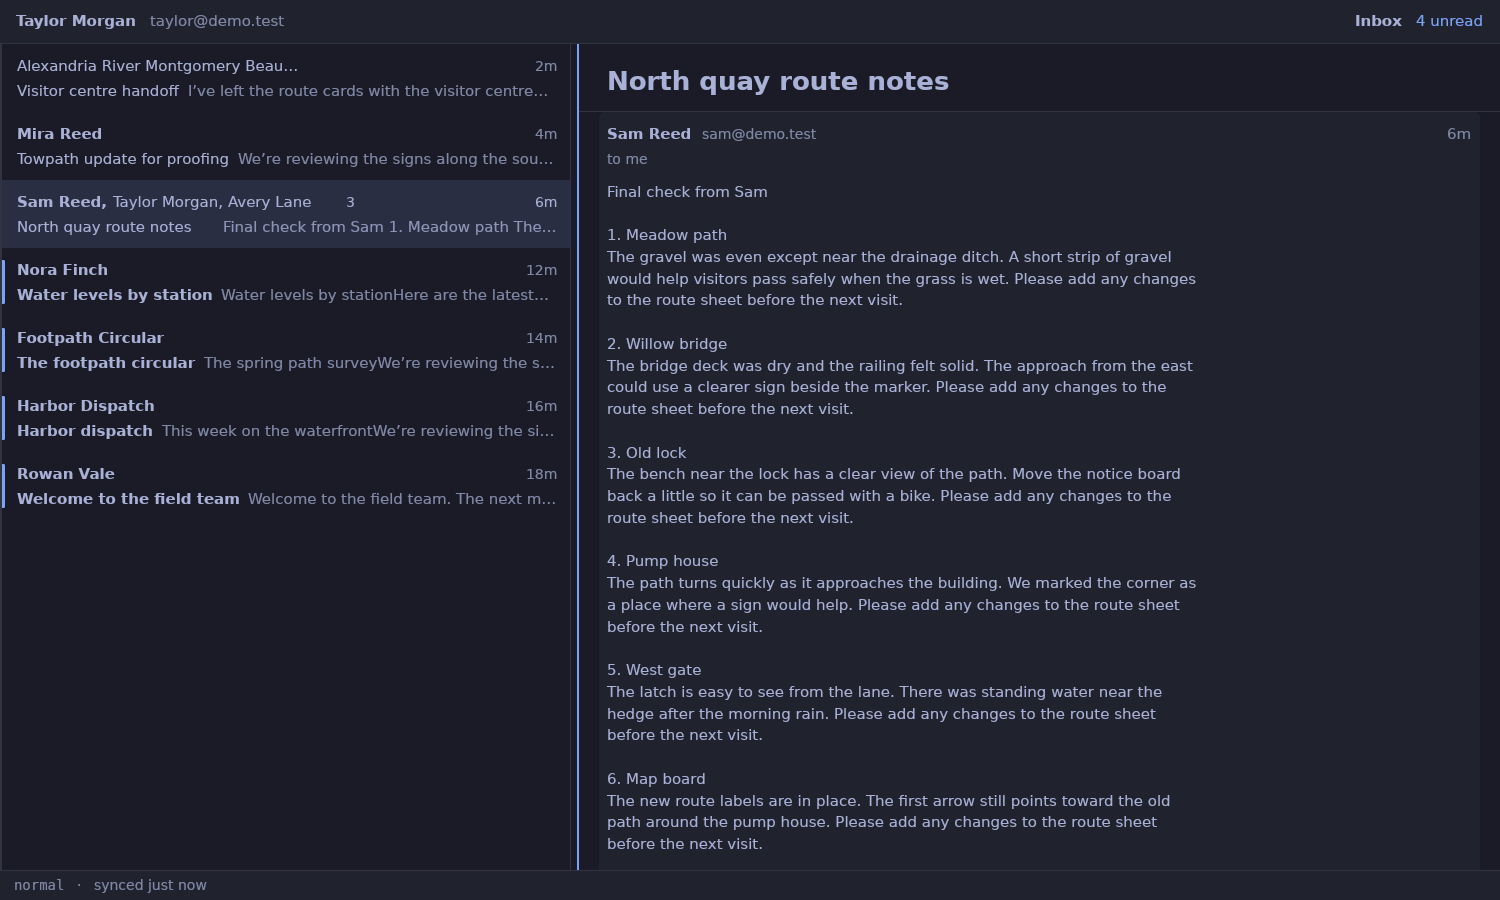 Taylor Morgan taylor@demo.test
Inbox 4 unread
Alexandria River Montgomery Beau… 2m
Visitor centre handoff I’ve left the route cards with the visitor centre…
Mira Reed 4m
Towpath update for proofing We’re reviewing the signs along the sou…
Sam Reed, Taylor Morgan, Avery Lane 3 6m
North quay route notes Final check from Sam 1. Meadow path The…
Nora Finch 12m
Water levels by station Water levels by stationHere are the latest…
Footpath Circular 14m
The footpath circular The spring path surveyWe’re reviewing the s…
Harbor Dispatch 16m
Harbor dispatch This week on the waterfrontWe’re reviewing the si…
Rowan Vale 18m
Welcome to the field team Welcome to the field team. The next m…
North quay route notes
Sam Reed sam@demo.test 6m
to me
Final check from Sam
1. Meadow path
The gravel was even except near the drainage ditch. A short strip of gravel
would help visitors pass safely when the grass is wet. Please add any changes
to the route sheet before the next visit.
2. Willow bridge
The bridge deck was dry and the railing felt solid. The approach from the east
could use a clearer sign beside the marker. Please add any changes to the
route sheet before the next visit.
3. Old lock
The bench near the lock has a clear view of the path. Move the notice board
back a little so it can be passed with a bike. Please add any changes to the
route sheet before the next visit.
4. Pump house
The path turns quickly as it approaches the building. We marked the corner as
a place where a sign would help. Please add any changes to the route sheet
before the next visit.
5. West gate
The latch is easy to see from the lane. There was standing water near the
hedge after the morning rain. Please add any changes to the route sheet
before the next visit.
6. Map board
The new route labels are in place. The first arrow still points toward the old
path around the pump house. Please add any changes to the route sheet
before the next visit.
normal · synced just now